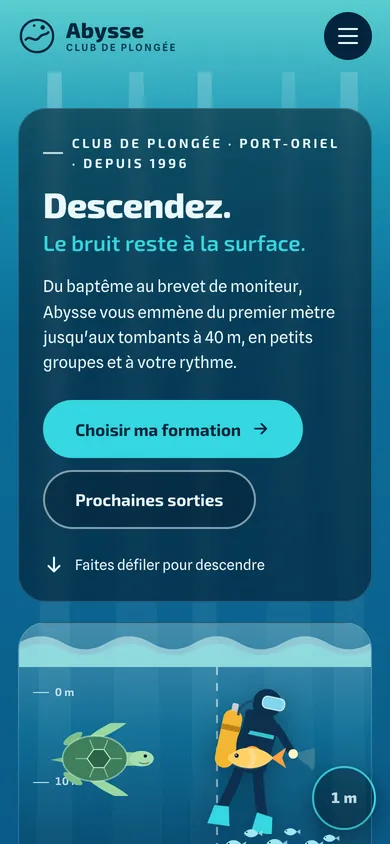 Abysse
CLUB DE PLONGÉE
CLUB DE PLONGÉE · PORT-ORIEL
· DEPUIS 1996
Descendez.
Le bruit reste à la surface.
Du baptême au brevet de moniteur,
Abysse vous emmène du premier mètre
jusqu'aux tombants à 40 m, en petits
groupes et à votre rythme.
Choisir ma formation →
Prochaines sorties
↓ Faites défiler pour descendre
0 m
10
1 m